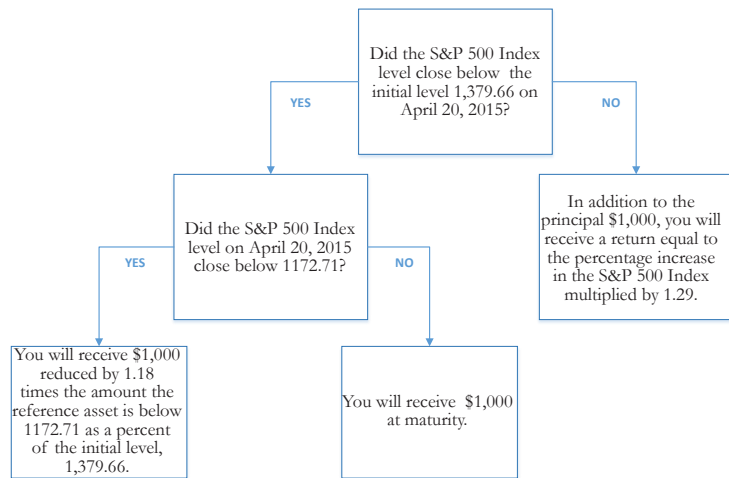 Did the S&P 500 Index
level close below the
initial level 1,379.66 on
April 20, 2015?
YES
NO
Did the S&P 500 Index
level on April 20, 2015
close below 1172.71?
In addition to the
principal $1,000, you will
receive a return equal to
the percentage increase
in the S&P 500 Index
multiplied by 1.29.
YES
NO
You will receive $1,000
reduced by 1.18
times the amount the
reference asset is below
1172.71 as a percent
of the initial level,
1,379.66.
You will receive $1,000
at maturity.